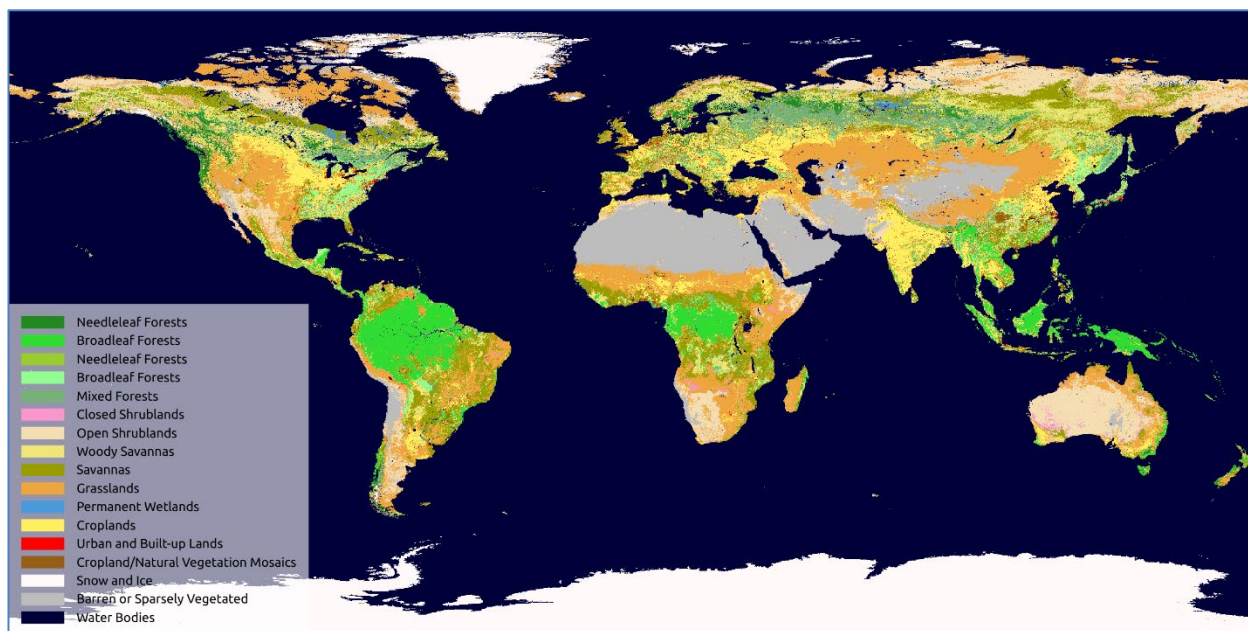 Needleleaf Forests
Broadleaf Forests
Needleleaf Forests
Broadleaf Forests
Mixed Forests
Closed Shrublands
Open Shrublands
Woody Savannas
Savannas
Grasslands
Permanent Wetlands
Croplands
Urban and Built-up Lands
Cropland/Natural Vegetation Mosaics
Snow and Ice
Barren or Sparsely Vegetated
Water Bodies